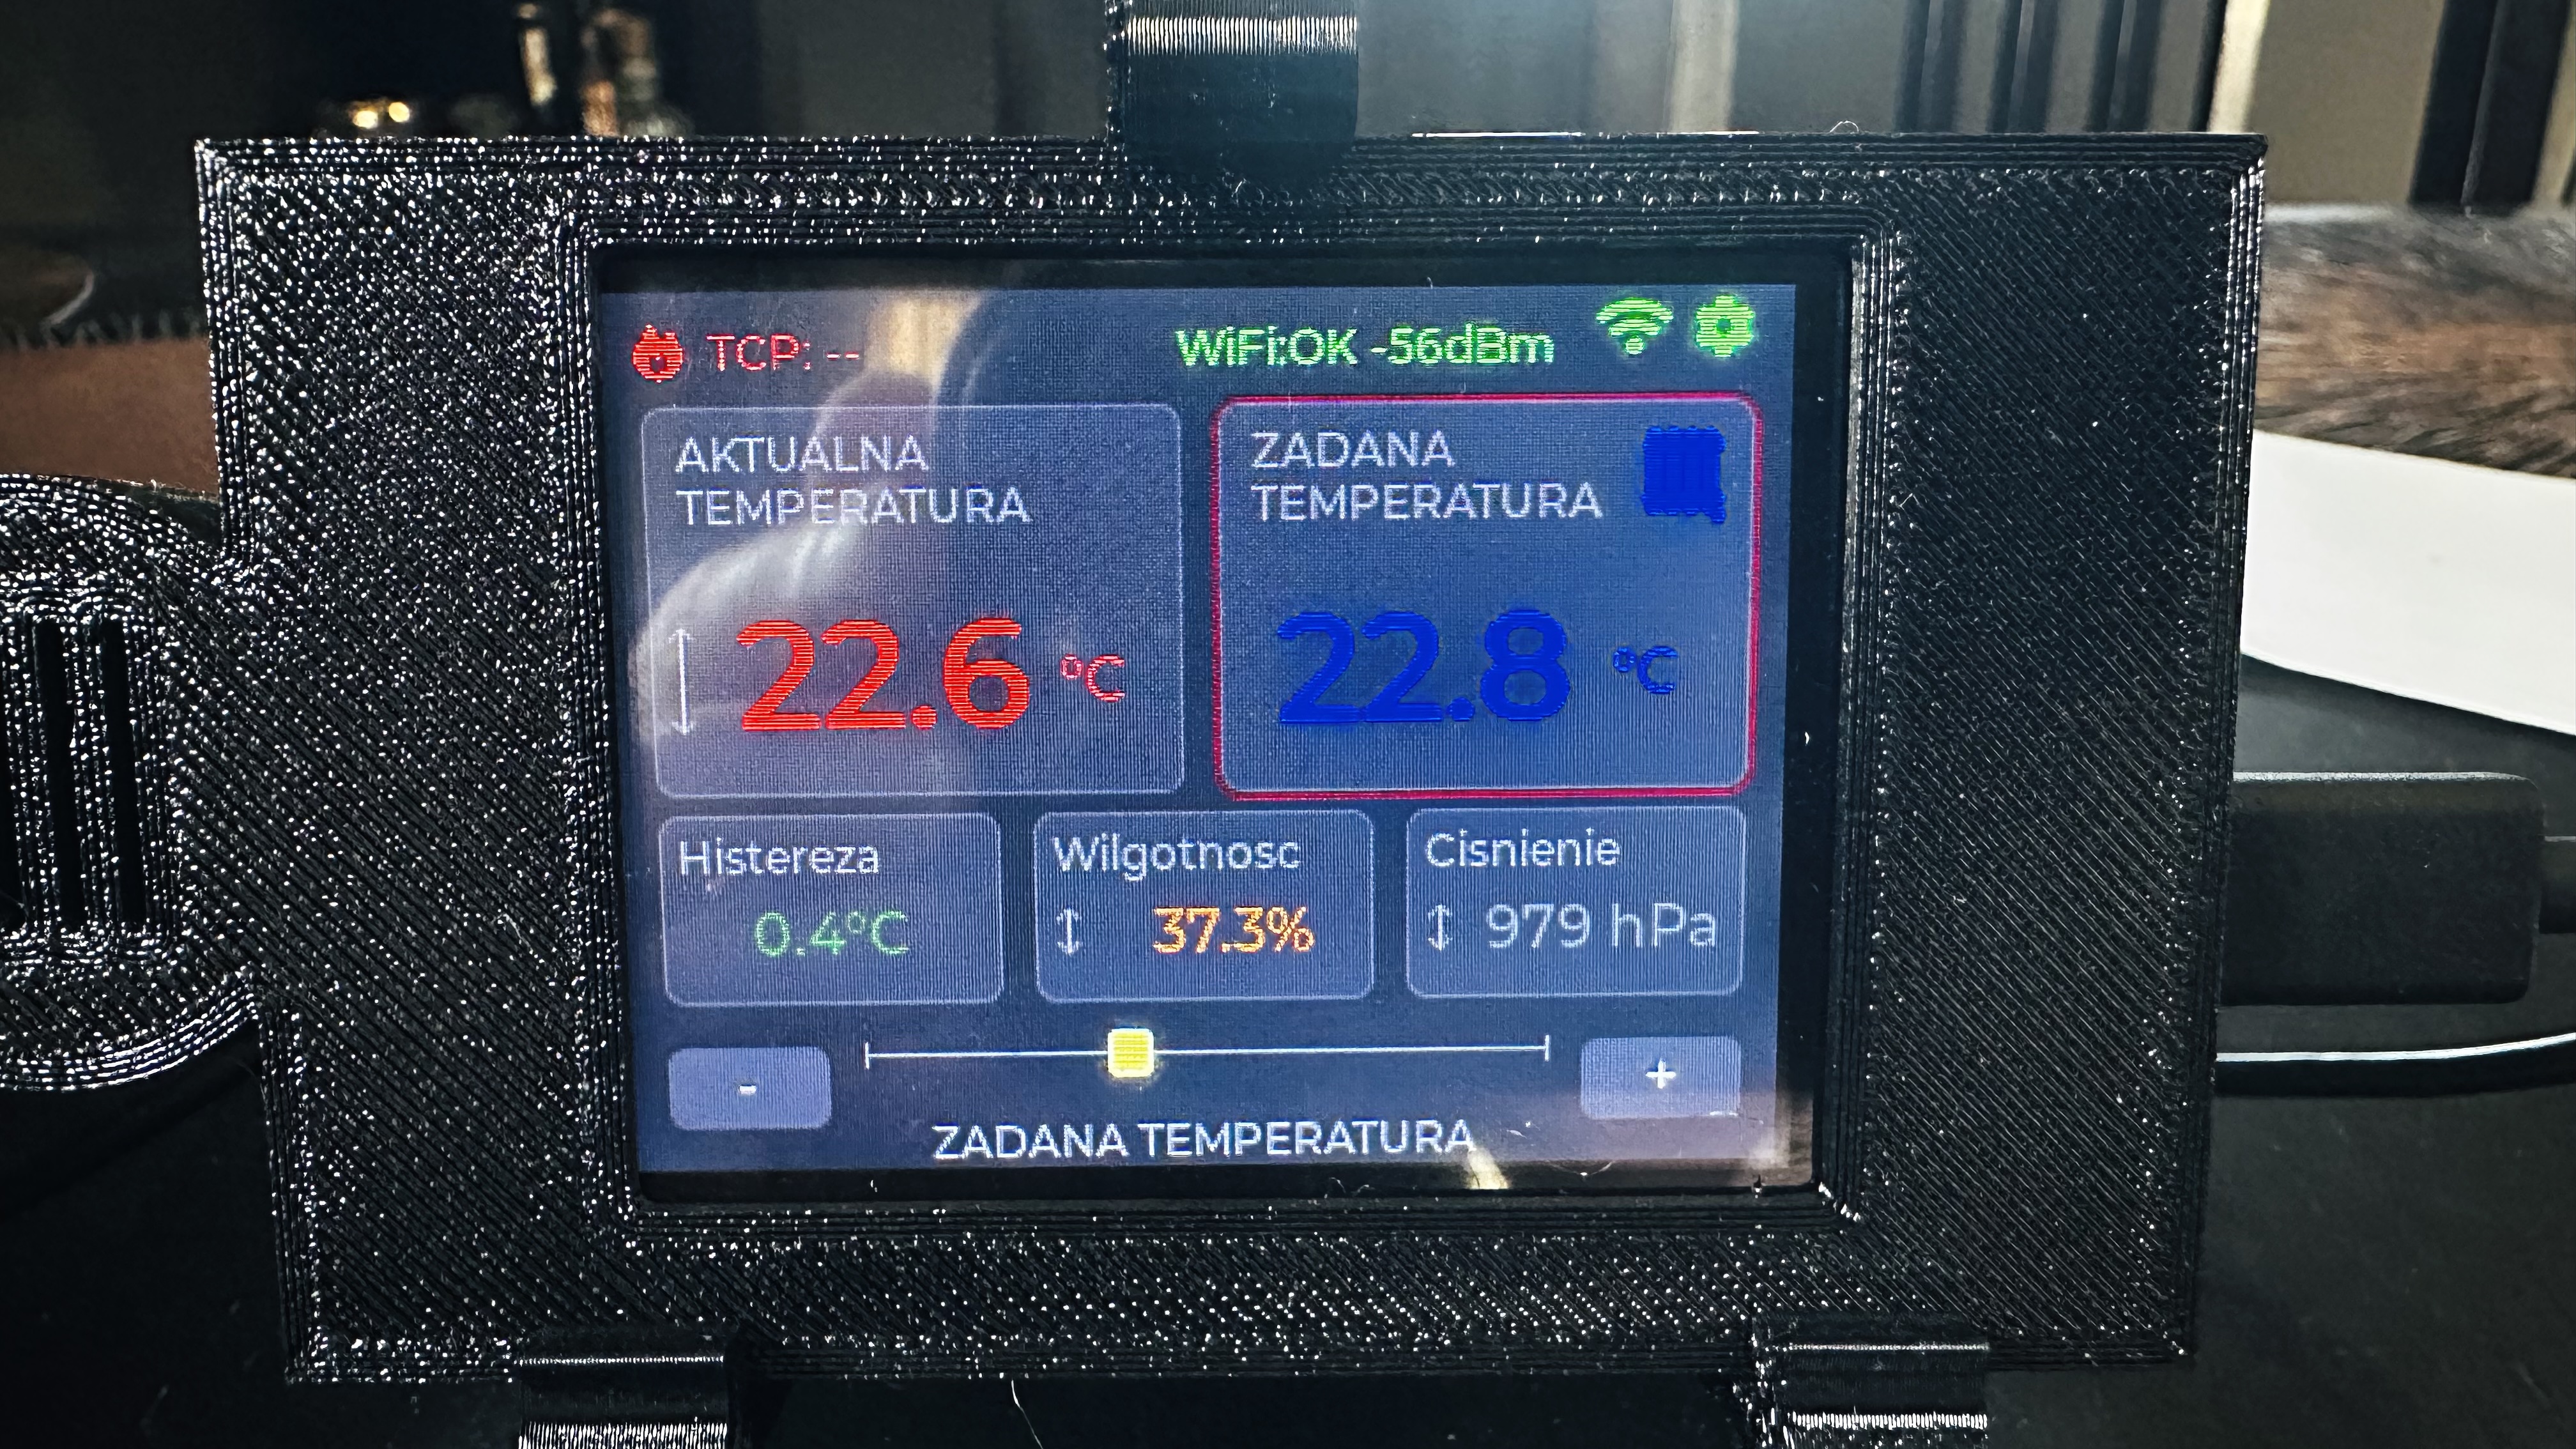 TCP: --
WiFi:OK -56dBm
AKTUALNA
TEMPERATURA
22.6 °C
ZADANA
TEMPERATURA
22.8 °C
Histereza
0.4°C
Wilgotnosc
37.3%
Cisnienie
979 hPa
-
+
ZADANA TEMPERATURA